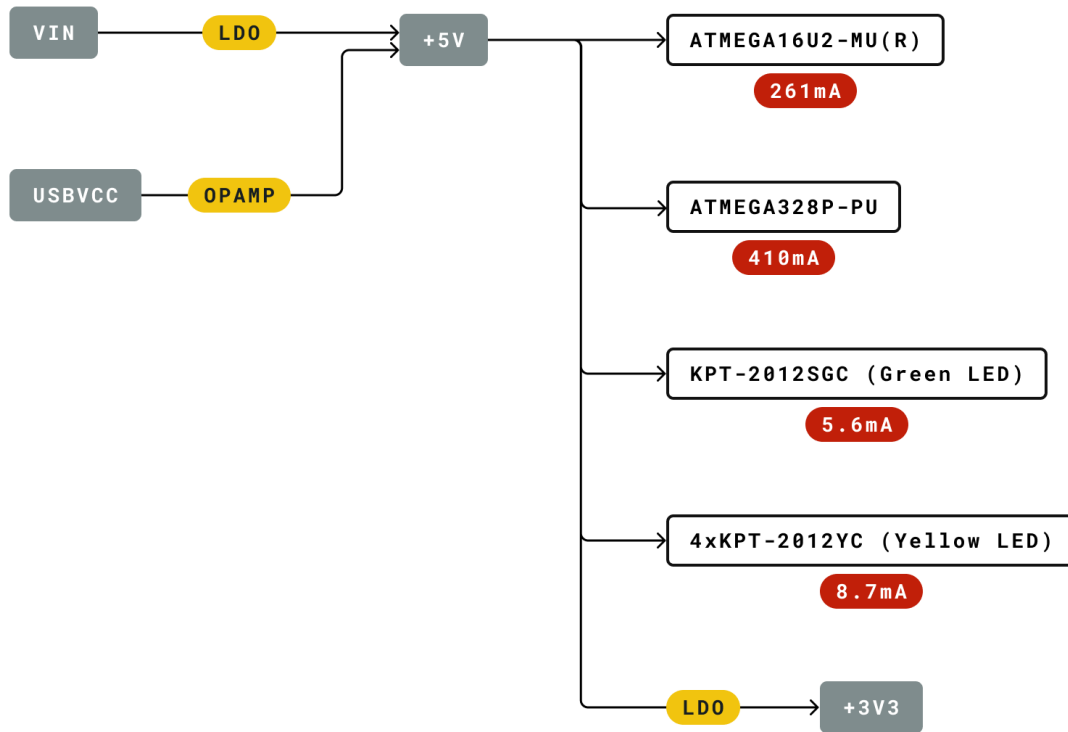 VIN
LDO
+5V
ATMEGA16U2-MU(R)
261mA
USBVCC
OPAMP
ATMEGA328P-PU
410mA
KPT-2012SGC (Green LED)
5.6mA
4xKPT-2012YC (Yellow LED)
8.7mA
LDO
+3V3